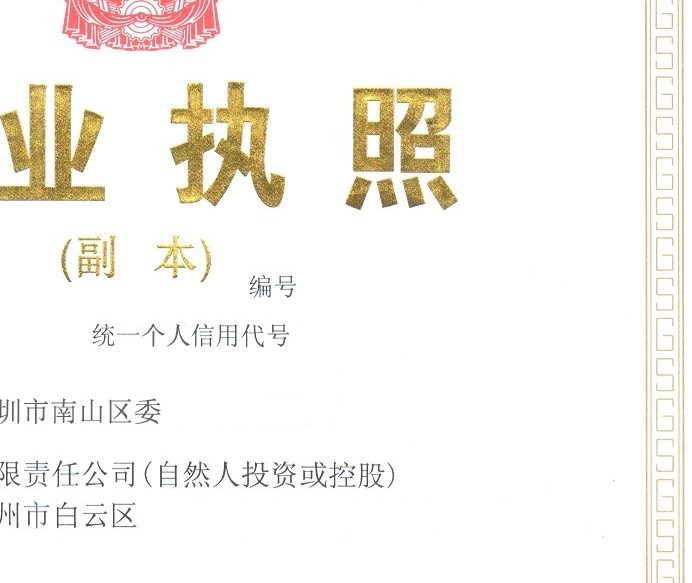 业执照
(副 本)
编号
统一个人信用代号
圳市南山区委
限责任公司(自然人投资或控股)
州市白云区